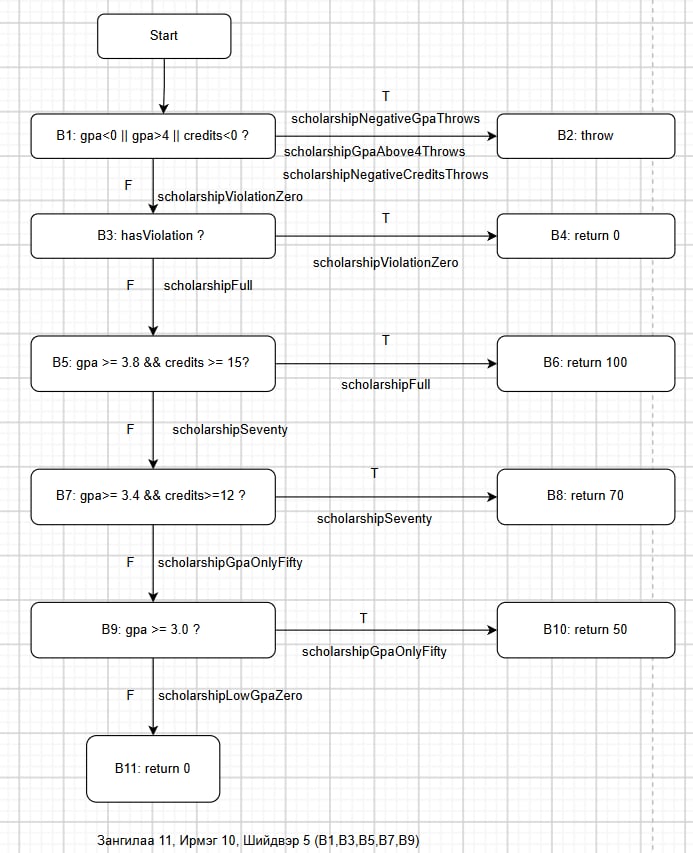 Start
T
scholarshipNegativeGpaThrows
B1: gpa<0 || gpa>4 || credits<0 ?
B2: throw
scholarshipGpaAbove4Throws
scholarshipNegativeCreditsThrows
F
scholarshipViolationZero
T
B3: hasViolation ?
B4: return 0
scholarshipViolationZero
F
scholarshipFull
T
B5: gpa >= 3.8 && credits >= 15?
B6: return 100
scholarshipFull
F
scholarshipSeventy
T
B7: gpa>= 3.4 && credits>=12 ?
B8: return 70
scholarshipSeventy
F
scholarshipGpaOnlyFifty
T
B9: gpa >= 3.0 ?
B10: return 50
scholarshipGpaOnlyFifty
F
scholarshipLowGpaZero
B11: return 0
Зангилаа 11, Ирмэг 10, Шийдвэр 5 (B1,B3,B5,B7,B9)